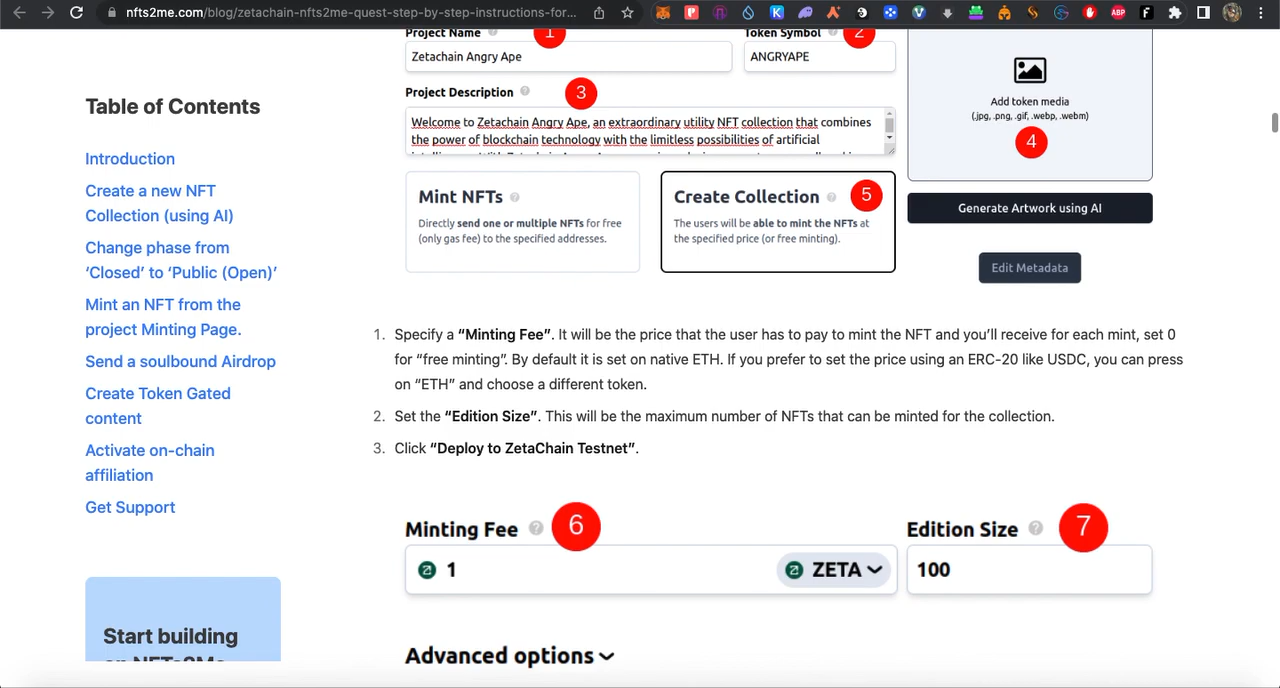 nfts2me.com/blog/zetachain-nfts2me-quest-step-by-step-instructions-for...
Table of Contents
Introduction
Create a new NFT
Collection (using AI)
Change phase from
‘Closed’ to ‘Public (Open)’
Mint an NFT from the
project Minting Page.
Send a soulbound Airdrop
Create Token Gated
content
Activate on-chain
affiliation
Get Support
Start building
on NFTs2Me
Project Name
1
Token Symbol
2
Zetachain Angry Ape
ANGRYAPE
Project Description
3
Welcome to Zetachain Angry Ape, an extraordinary utility NFT collection that combines
the power of blockchain technology with the limitless possibilities of artificial
Add token media
(.jpg, .png, .gif, .webp, .webm)
4
Mint NFTs
Directly send one or multiple NFTs for free
(only gas fee) to the specified addresses.
Create Collection
5
The users will be able to mint the NFTs at
the specified price (or free minting).
Generate Artwork using AI
Edit Metadata
1. Specify a “Minting Fee”. It will be the price that the user has to pay to mint the NFT and you’ll receive for each mint, set 0
for “free minting”. By default it is set on native ETH. If you prefer to set the price using an ERC-20 like USDC, you can press
on “ETH” and choose a different token.
2. Set the “Edition Size”. This will be the maximum number of NFTs that can be minted for the collection.
3. Click “Deploy to ZetaChain Testnet”.
Minting Fee
6
Edition Size
7
1
ZETA
100
Advanced options